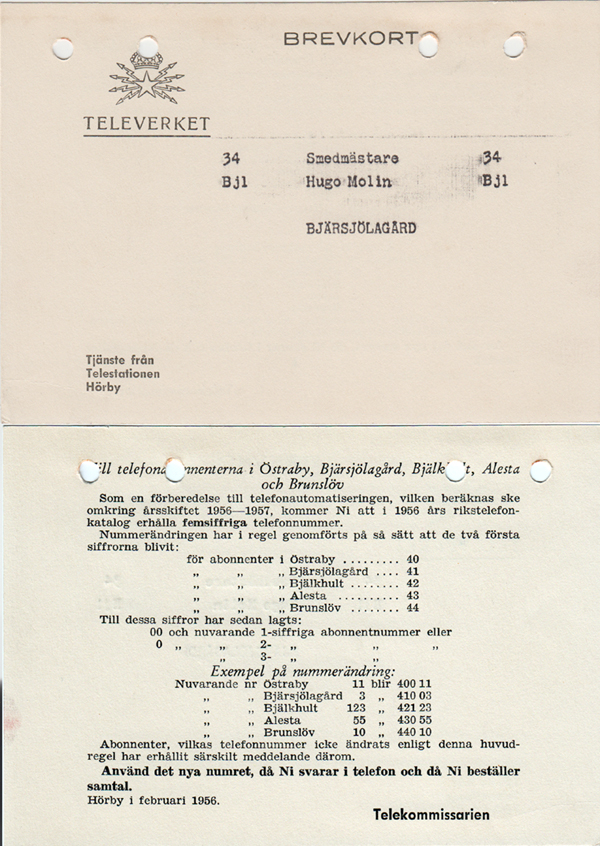 BREVKORT
TELEVERKET
34 Smedmästare 34
Bjl Hugo Molin Bjl
BJÄRSJÖLAGÅRD
Tjänste från
Telestationen
Hörby
telefona nnenterna i Östraby, Bjärsjölagård, Bjälk t, Alesta
och Brunslöv
Som en förberedelse till telefonautomatiseringen, vilken beräknas ske
omkring årsskiftet 1956—1957, kommer Ni att i 1956 års rikstelefon-
katalog erhålla femsiffriga telefonnummer.
Nummerändringen har i regel genomförts på så sätt att de två första
siffrorna blivit:
för abonnenter i Östraby ......... 40
„ „ „ Bjärsjölagård .... 41
„ „ „ Bjälkhult ........ 42
„ „ „ Alesta ........... 43
„ „ „ Brunslöv ......... 44
Till dessa siffror har sedan lagts:
00 och nuvarande 1-siffriga abonnentnummer eller
0 „ „ 2- „ „ „
„ 3- „ „
Exempel på nummerändring:
Nuvarande nr Östraby 11 blir 400 11
„ „ Bjärsjölagård 3 „ 410 03
„ „ Bjälkhult 123 „ 421 23
„ „ Alesta 55 „ 430 55
„ „ Brunslöv 10 „ 440 10
Abonnenter, vilkas telefonnummer icke ändrats enligt denna huvud-
regel har erhållit särskilt meddelande därom.
Använd det nya numret, då Ni svarar i telefon och då Ni beställer
samtal.
Hörby i februari 1956.
Telekommissarien